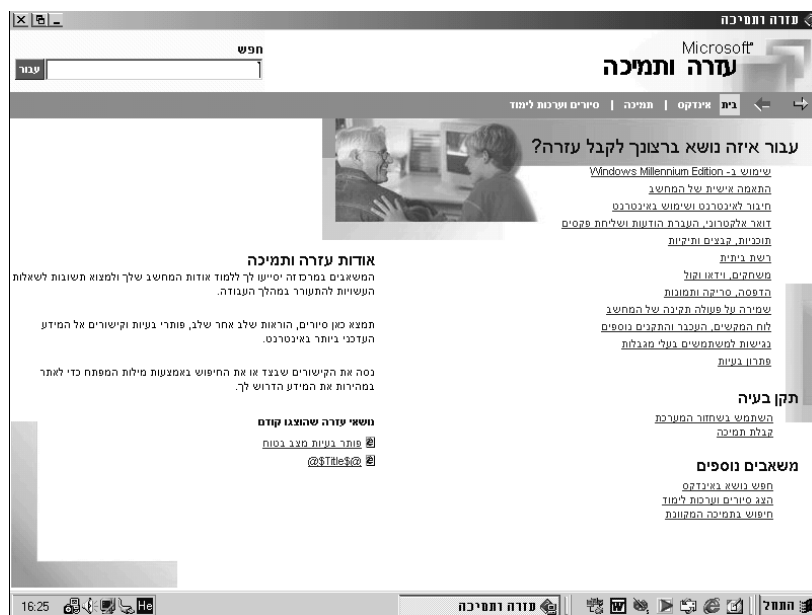 עזרה ותמיכה
Microsoft®
עזרה ותמיכה
חפש
עבור
בית אינדקס | תמיכה | סיורים וערכות לימוד
עבור איזה נושא ברצונך לקבל עזרה?
שימוש ב- Windows Millennium Edition
התאמה אישית של המחשב
חיבור לאינטרנט ושימוש באינטרנט
דואר אלקטרוני, העברת הודעות ושליחת פקסים
תוכניות, קבצים ותיקיות
רשת ביתית
משחקים, וידאו וקול
הדפסה, סריקה ותמונות
שמירה על פעולה תקינה של המחשב
לוח המקשים, העכבר והתקנים נוספים
נגישות למשתמשים בעלי מגבלות
פתרון בעיות
תקן בעיה
השתמש בשחזור המערכת
קבלת תמיכה
משאבים נוספים
חפש נושא באינדקס
הצג סיורים וערכות לימוד
חיפוש בתמיכה המקוונת
אודות עזרה ותמיכה
המשאבים במרכז זה יסייעו לך ללמוד אודות המחשב שלך ולמצוא תשובות לשאלות
העשויות להתעורר במהלך העבודה.
תמצא כאן סיורים, הוראות שלב אחר שלב, פותרי בעיות וקישורים אל המידע
העדכני ביותר באינטרנט.
נסה את הקישורים שבצד או את החיפוש באמצעות מילות המפתח כדי לאתר
במהירות את המידע הדרוש לך.
נושאי עזרה שהוצגו קודם
פותר בעיות מצב בטוח
@$Title$@
התחל
עזרה ותמיכה
He
16:25